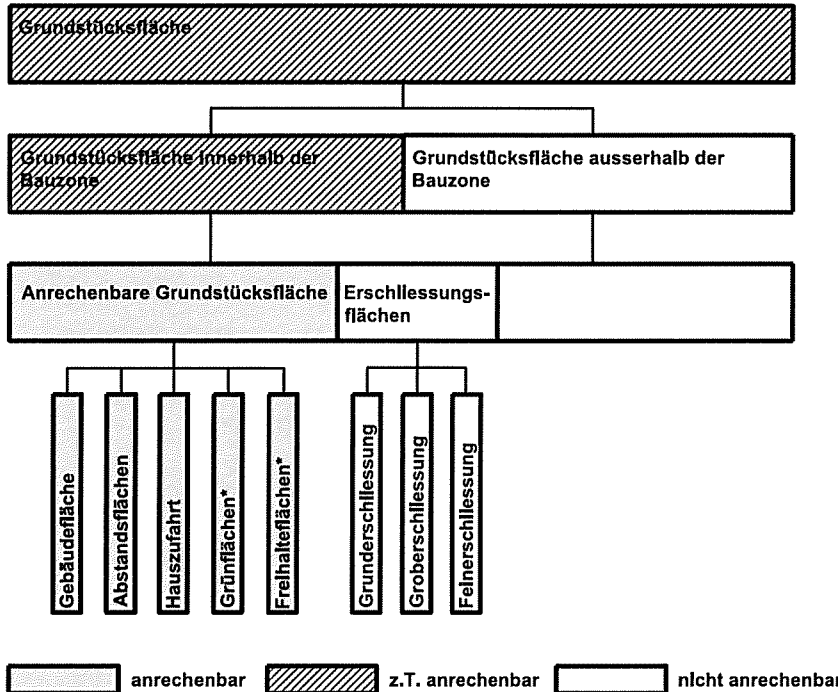 Grundstücksfläche
Grundstücksfläche innerhalb der
Bauzone
Grundstücksfläche ausserhalb der
Bauzone
Anrechenbare Grundstücksfläche
Erschliessungs-
flächen
Gebäudefläche
Abstandsflächen
Hauszufahrt
Grünflächen*
Freihalteflächen*
Grunderschliessung
Groberschliessung
Feinerschliessung
anrechenbar
z.T. anrechenbar
nicht anrechenbar